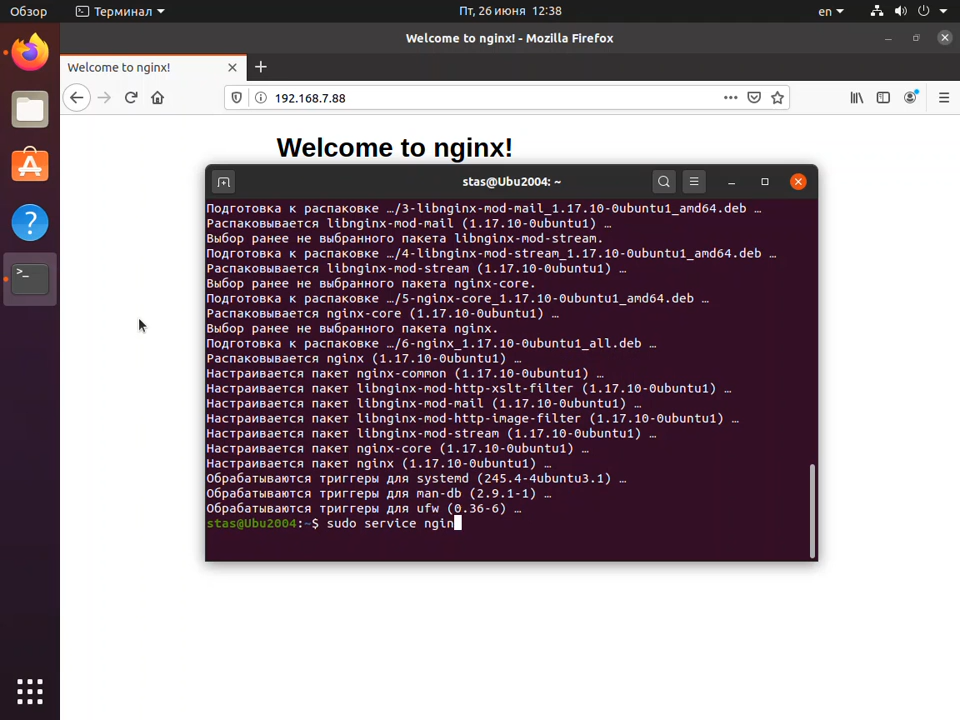 Обзор
Терминал
Пт, 26 июня 12:38
en
Welcome to nginx! - Mozilla Firefox
Welcome to nginx!
192.168.7.88
Welcome to nginx!
stas@Ubu2004: ~
Подготовка к распаковке …/3-libnginx-mod-mail_1.17.10-0ubuntu1_amd64.deb …
Распаковывается libnginx-mod-mail (1.17.10-0ubuntu1) …
Выбор ранее не выбранного пакета libnginx-mod-stream.
Подготовка к распаковке …/4-libnginx-mod-stream_1.17.10-0ubuntu1_amd64.deb …
Распаковывается libnginx-mod-stream (1.17.10-0ubuntu1) …
Выбор ранее не выбранного пакета nginx-core.
Подготовка к распаковке …/5-nginx-core_1.17.10-0ubuntu1_amd64.deb …
Распаковывается nginx-core (1.17.10-0ubuntu1) …
Выбор ранее не выбранного пакета nginx.
Подготовка к распаковке …/6-nginx_1.17.10-0ubuntu1_all.deb …
Распаковывается nginx (1.17.10-0ubuntu1) …
Настраивается пакет nginx-common (1.17.10-0ubuntu1) …
Настраивается пакет libnginx-mod-http-xslt-filter (1.17.10-0ubuntu1) …
Настраивается пакет libnginx-mod-mail (1.17.10-0ubuntu1) …
Настраивается пакет libnginx-mod-http-image-filter (1.17.10-0ubuntu1) …
Настраивается пакет libnginx-mod-stream (1.17.10-0ubuntu1) …
Настраивается пакет nginx-core (1.17.10-0ubuntu1) …
Настраивается пакет nginx (1.17.10-0ubuntu1) …
Обрабатываются триггеры для systemd (245.4-4ubuntu3.1) …
Обрабатываются триггеры для man-db (2.9.1-1) …
Обрабатываются триггеры для ufw (0.36-6) …
stas@Ubu2004:~$ sudo service ngin